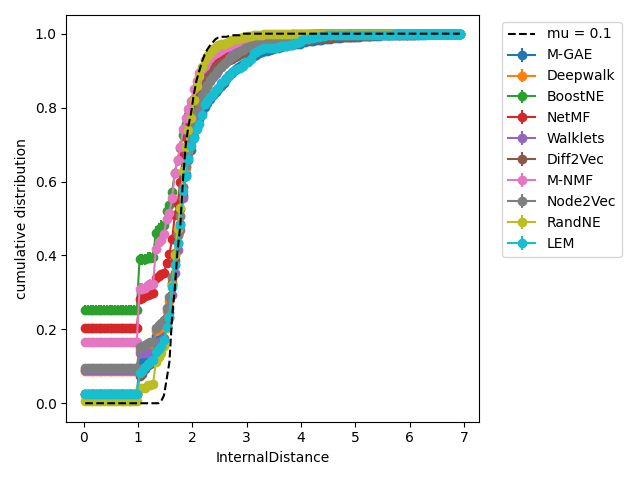 1.0
0.8
0.6
0.4
0.2
0.0
cumulative distribution
0 1 2 3 4 5 6 7
InternalDistance
mu = 0.1
M-GAE
Deepwalk
BoostNE
NetMF
Walklets
Diff2Vec
M-NMF
Node2Vec
RandNE
LEM